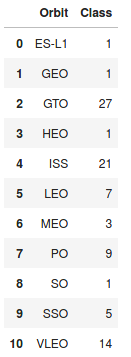 Orbit Class
0 ES-L1 1
1 GEO 1
2 GTO 27
3 HEO 1
4 ISS 21
5 LEO 7
6 MEO 3
7 PO 9
8 SO 1
9 SSO 5
10 VLEO 14